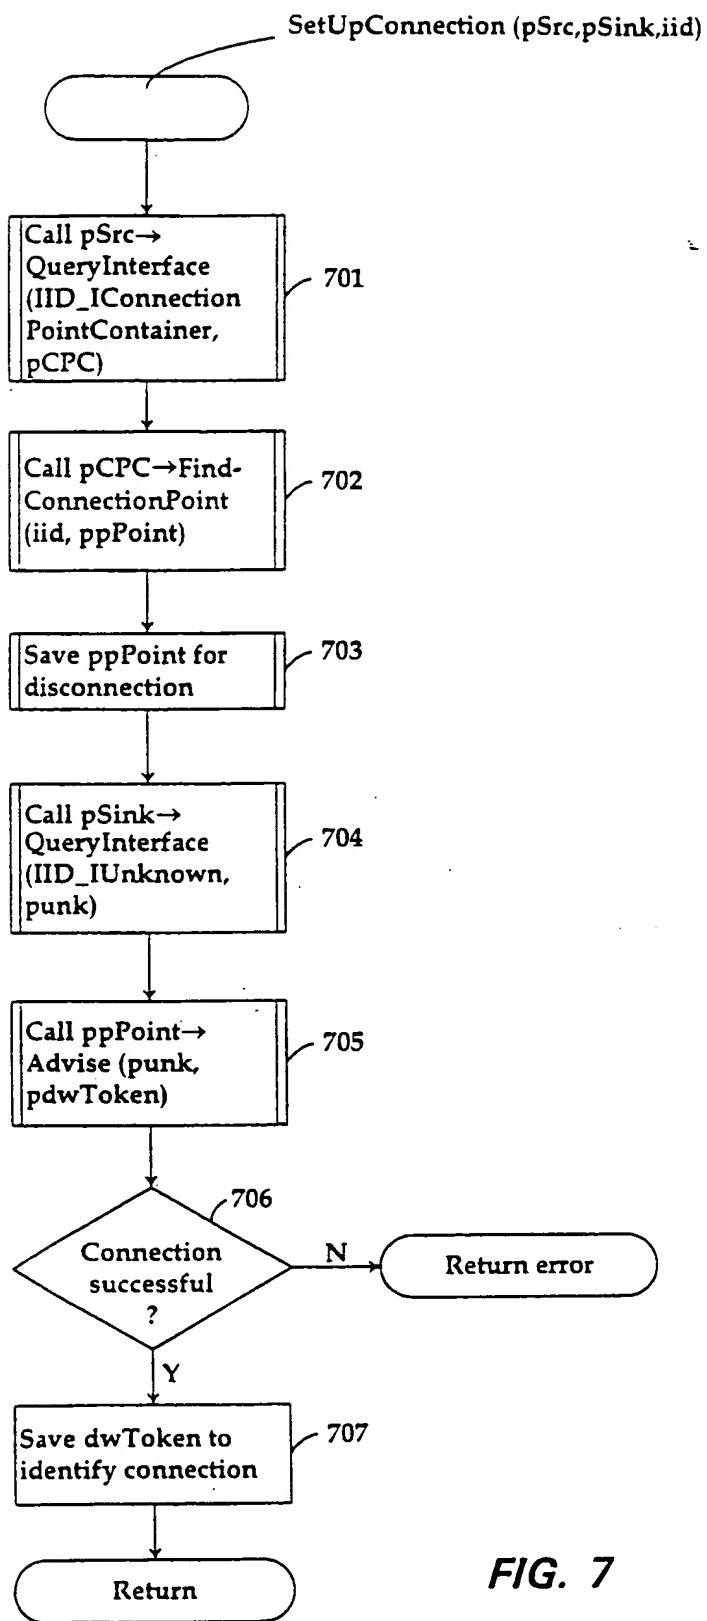 SetUpConnection (pSrc,pSink,iid)
Call pSrc→
QueryInterface
(IID_IConnection
PointContainer,
pCPC)
701
Call pCPC→Find-
ConnectionPoint
(iid, ppPoint)
702
Save ppPoint for
disconnection
703
Call pSink→
QueryInterface
(IID_IUnknown,
punk)
704
Call ppPoint→
Advise (punk,
pdwToken)
705
706
Connection
successful
?
N
Return error
Y
Save dwToken to
identify connection
707
Return
FIG. 7